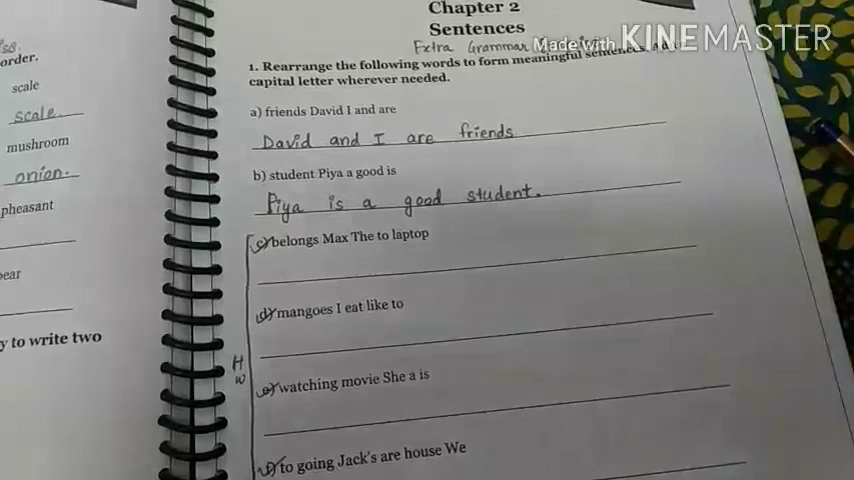 Chapter 2
Sentences
Extra Grammar
Made with KINEMASTER
1. Rearrange the following words to form meaningful sentences.
capital letter wherever needed.
a) friends David I and are
David and I are friends
b) student Piya a good is
Piya is a good student.
c) belongs Max The to laptop
d) mangoes I eat like to
H
W
e) watching movie She a is
f) to going Jack's are house We
order.
scale
scale.
mushroom
onion.
pheasant
ear
y to write two